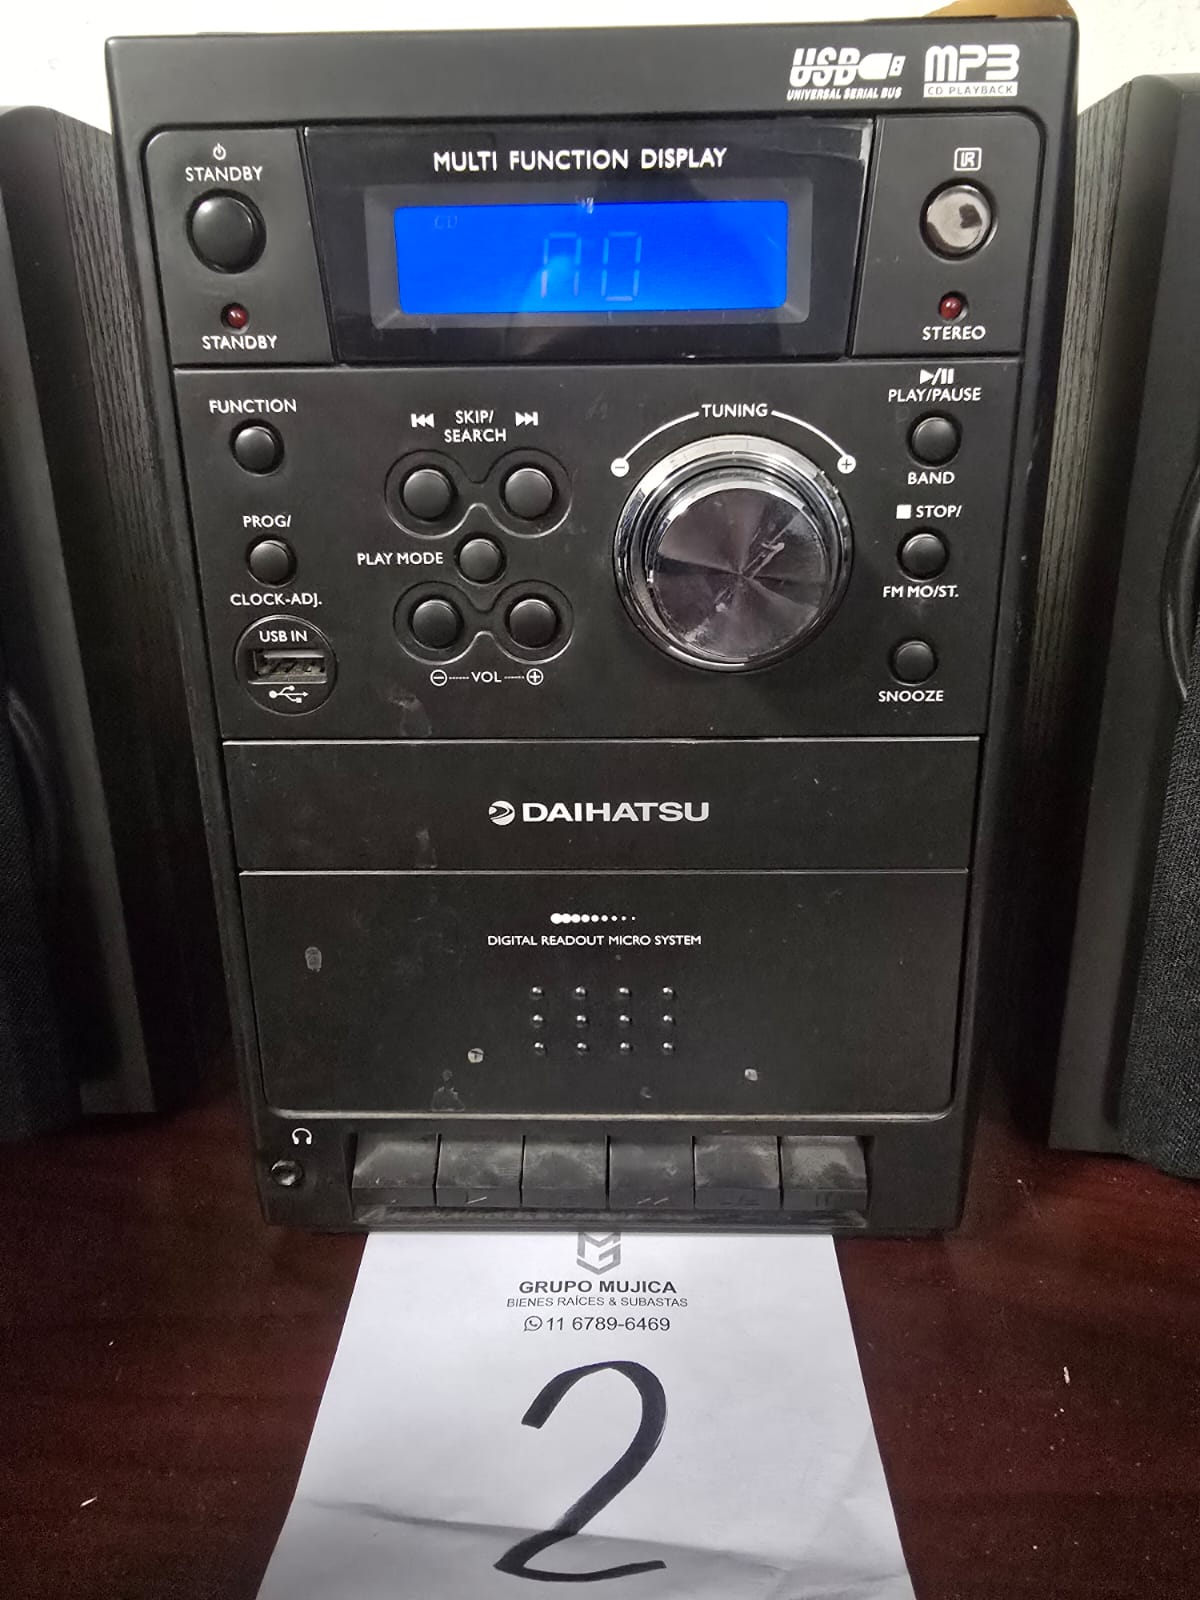 USB
UNIVERSAL SERIAL BUS
MP3
CD PLAYBACK
STANDBY
MULTI FUNCTION DISPLAY
IR
CD
NO
STANDBY
STEREO
FUNCTION
SKIP/
SEARCH
TUNING
PLAY/PAUSE
BAND
PROG/
CLOCK-ADJ.
PLAY MODE
STOP/
FM MO/ST.
USB IN
VOL
SNOOZE
DAIHATSU
DIGITAL READOUT MICRO SYSTEM
MG
GRUPO MUJICA
BIENES RAÍCES & SUBASTAS
11 6789-6469
2